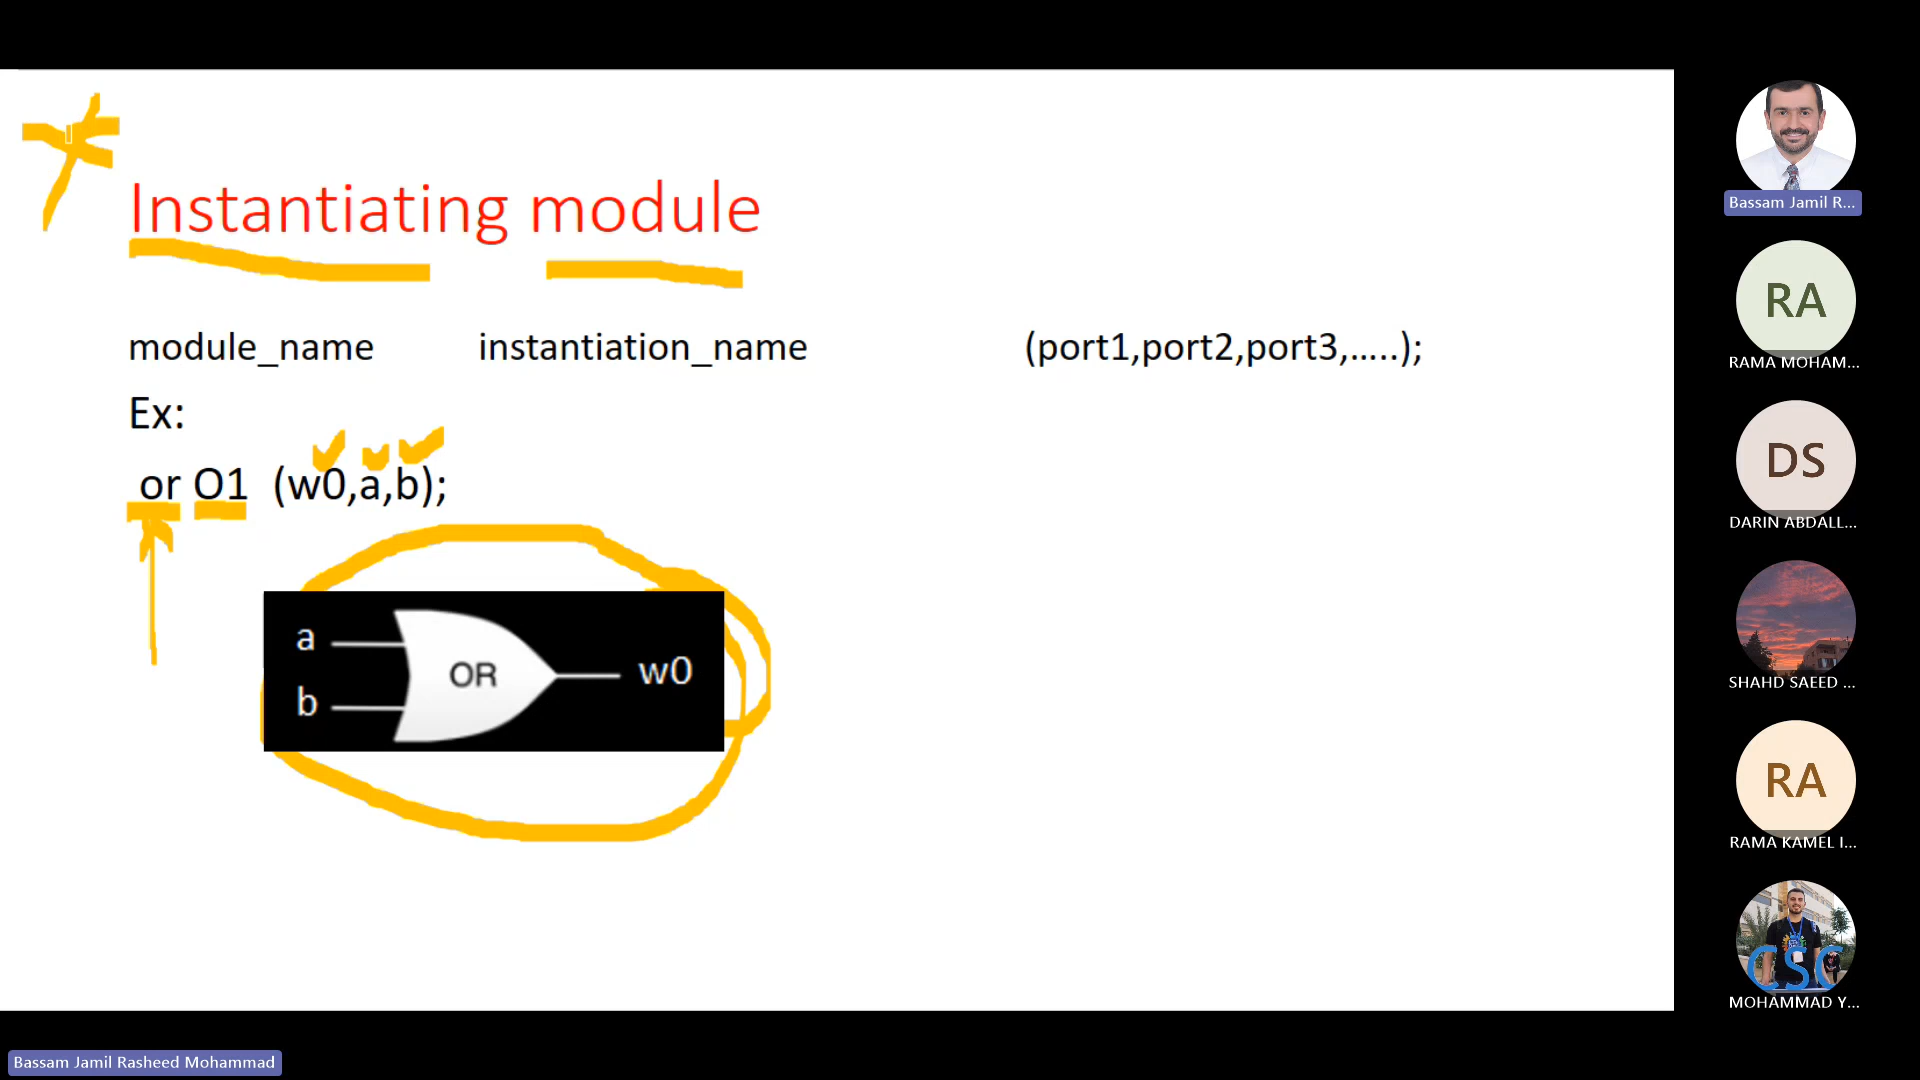 Instantiating module
module_name instantiation_name (port1,port2,port3,.....);
Ex:
or O1 (w0,a,b);
a
b
OR
w0
Bassam Jamil R...
RA
RAMA MOHAM...
DS
DARIN ABDALL...
SHAHD SAEED ...
RA
RAMA KAMEL I...
CSC
MOHAMMAD Y...
Bassam Jamil Rasheed Mohammad